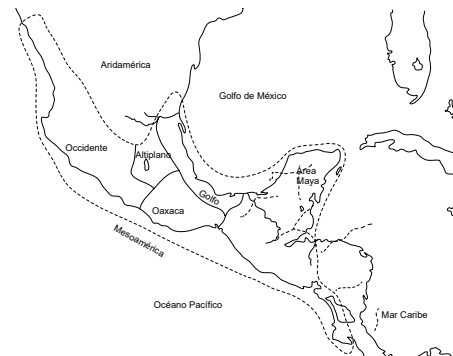 Aridamérica
Golfo de México
Occidente
Altiplano
Área
Maya
Golfo
Oaxaca
Mesoamérica
Océano Pacífico
Mar Caribe